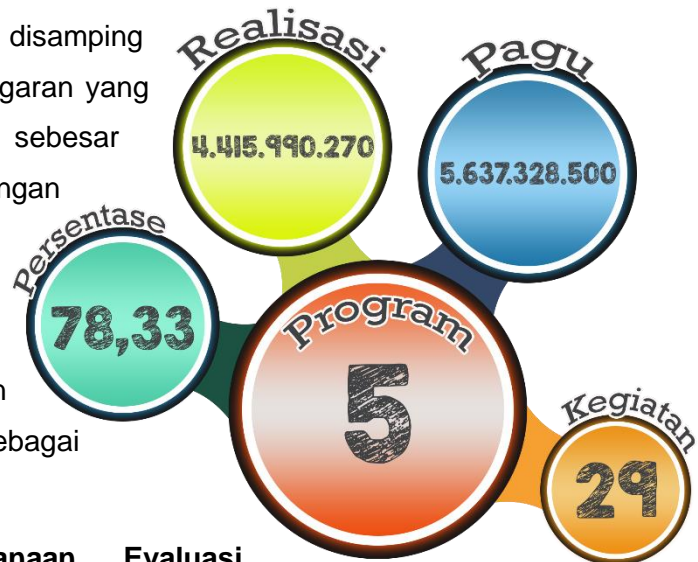 disamping
garan yang
sebesar
ngan
ebagai
anaan Evaluasi
Realisasi
4.415.990.270
Pagu
5.637.328.500
Persentase
78,33
Program
5
Kegiatan
29